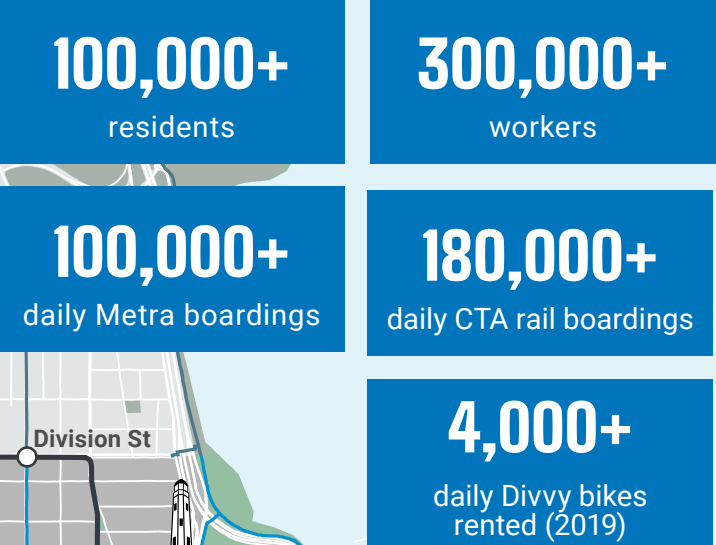 100,000+
residents
300,000+
workers
100,000+
daily Metra boardings
180,000+
daily CTA rail boardings
Division St
4,000+
daily Divvy bikes
rented (2019)